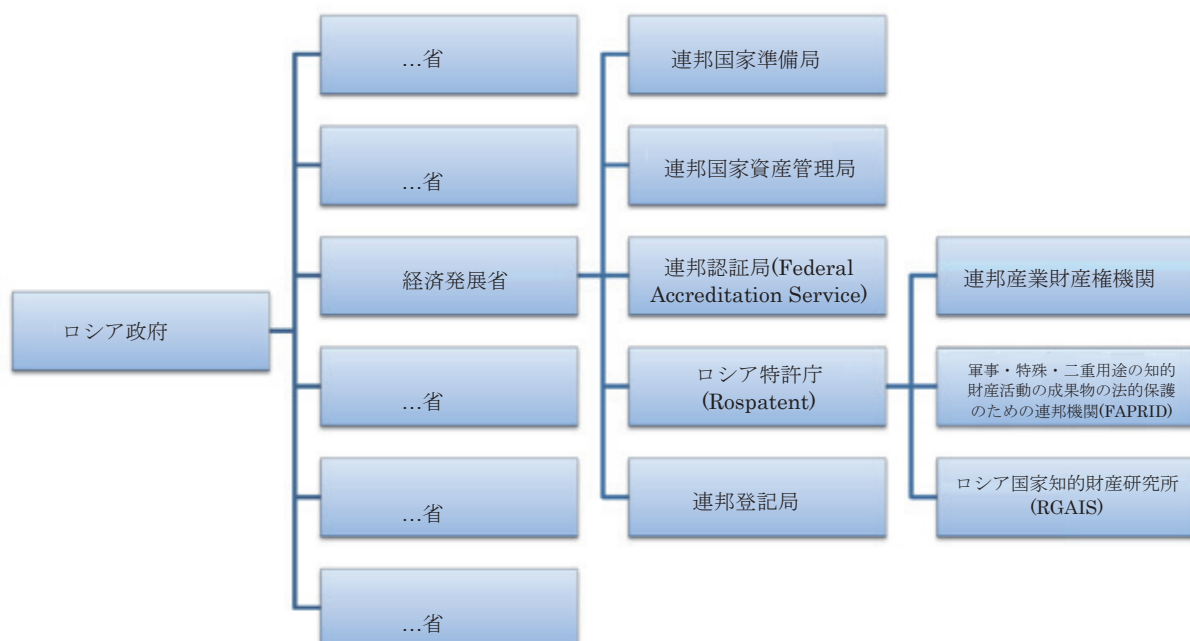 ロシア政府
…省
…省
経済発展省
…省
…省
…省
連邦国家準備局
連邦国家資産管理局
連邦認証局(Federal
Accreditation Service)
ロシア特許庁
(Rospatent)
連邦登記局
連邦産業財産権機関
軍事・特殊・二重用途の知的
財産活動の成果物の法的保護
のための連邦機関(FAPRID)
ロシア国家知的財産研究所
(RGAIS)